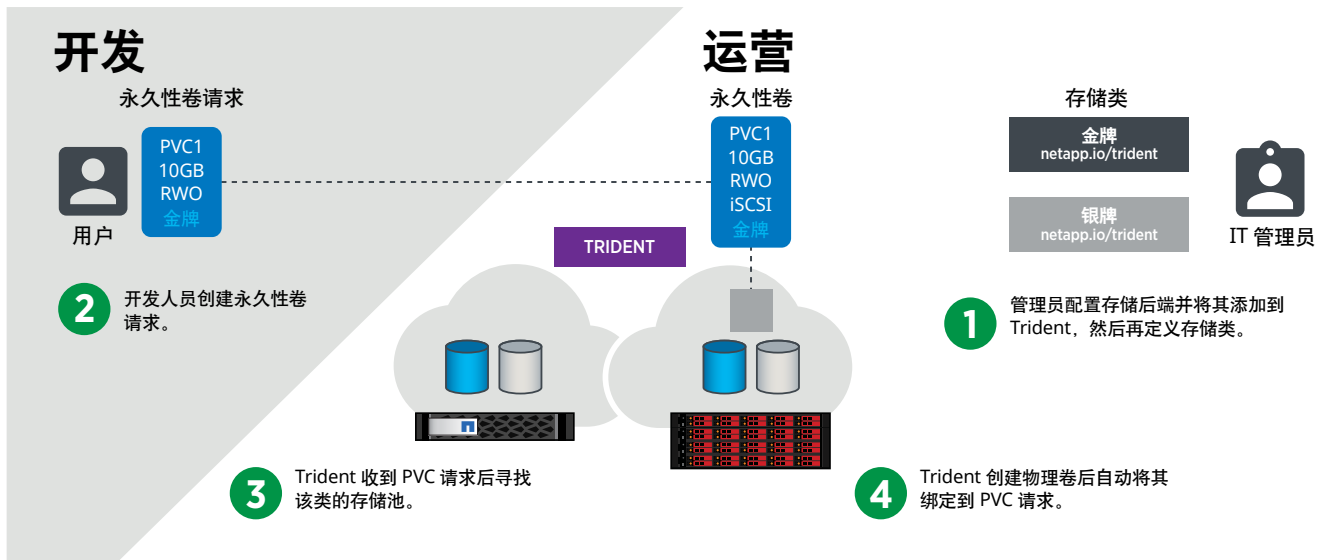 开发
运营
永久性卷请求
永久性卷
存储类
PVC1
10GB
RWO
金牌
用户
PVC1
10GB
RWO
iSCSI
金牌
金牌
netapp.io/trident
银牌
netapp.io/trident
IT 管理员
TRIDENT
1
管理员配置存储后端并将其添加到
Trident，然后再定义存储类。
2
开发人员创建永久性卷
请求。
3
Trident 收到 PVC 请求后寻找
该类的存储池。
4
Trident 创建物理卷后自动将其
绑定到 PVC 请求。